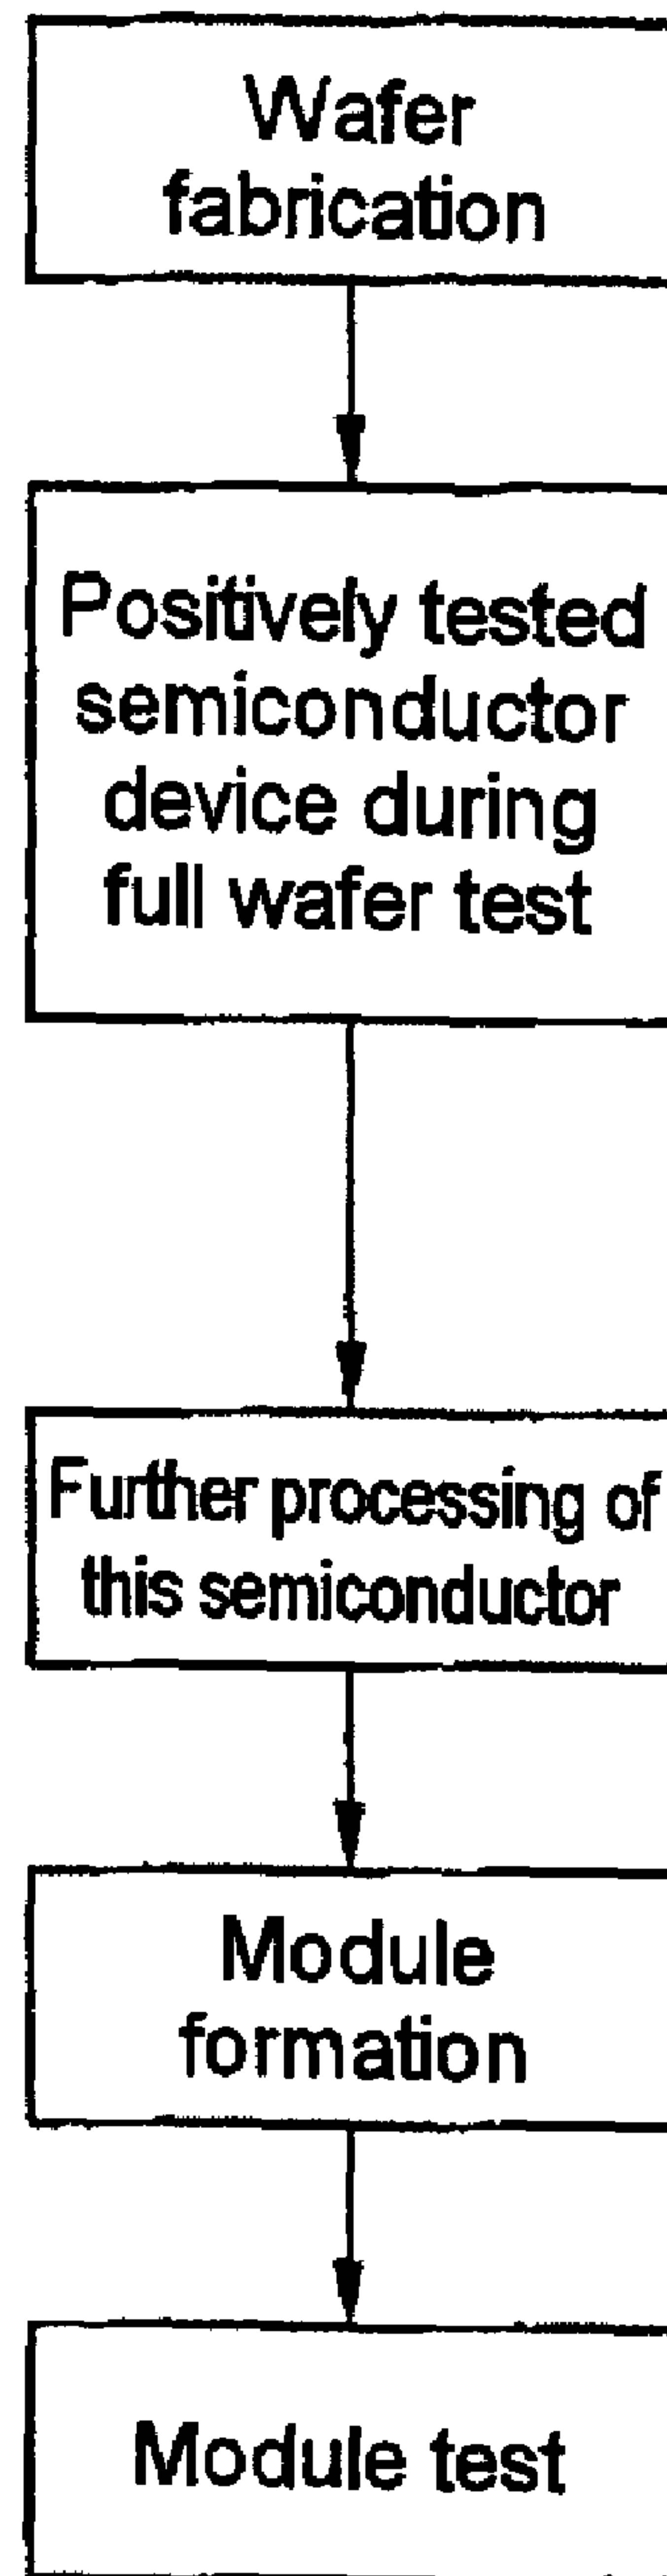 Wafer
fabrication
Positively tested
semiconductor
device during
full wafer test
Further processing of
this semiconductor
Module
formation
Module test